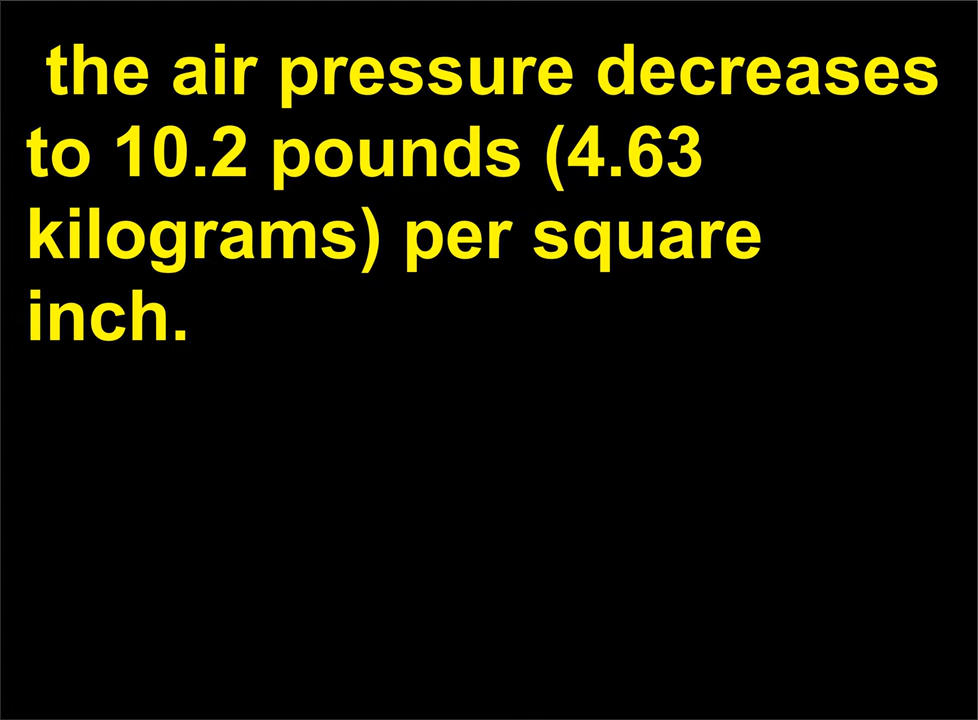 the air pressure decreases
to 10.2 pounds (4.63
kilograms) per square
inch.